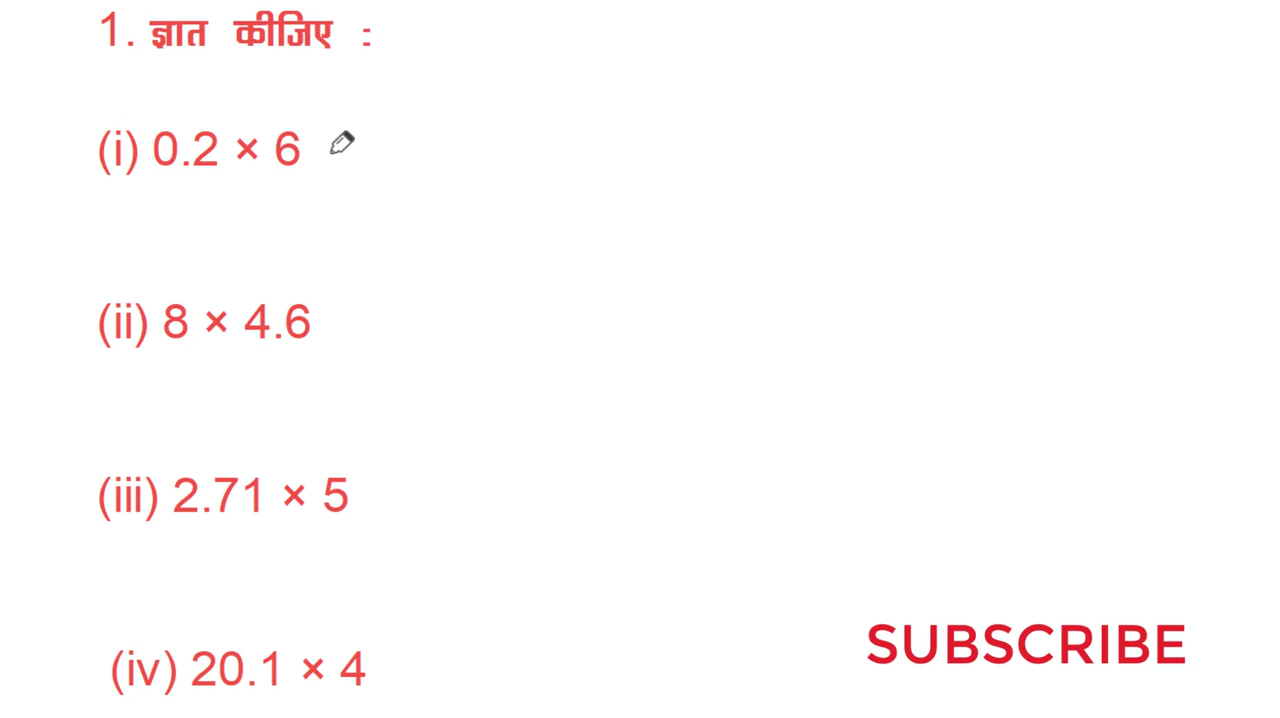 1. ज्ञात कीजिए :
(i) 0.2 × 6
(ii) 8 × 4.6
(iii) 2.71 × 5
(iv) 20.1 × 4
SUBSCRIBE